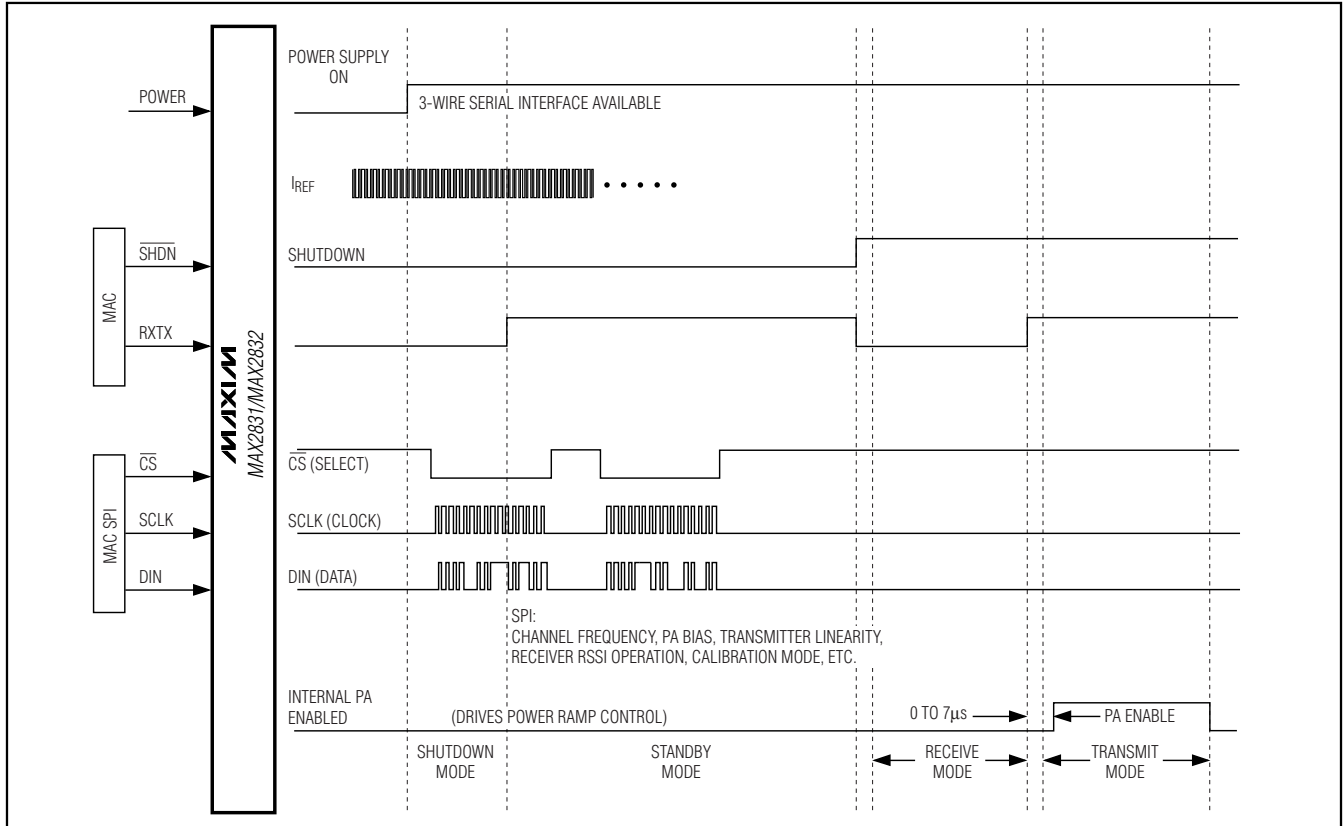 POWER SUPPLY
ON
POWER
3-WIRE SERIAL INTERFACE AVAILABLE
IREF
MAC
SHDN
SHUTDOWN
RXTX
MAXIM
MAX2831/MAX2832
MAC SPI
CS
CS (SELECT)
SCLK
SCLK (CLOCK)
DIN
DIN (DATA)
SPI:
CHANNEL FREQUENCY, PA BIAS, TRANSMITTER LINEARITY,
RECEIVER RSSI OPERATION, CALIBRATION MODE, ETC.
INTERNAL PA
ENABLED
(DRIVES POWER RAMP CONTROL)
0 TO 7μs
PA ENABLE
SHUTDOWN
MODE
STANDBY
MODE
RECEIVE
MODE
TRANSMIT
MODE